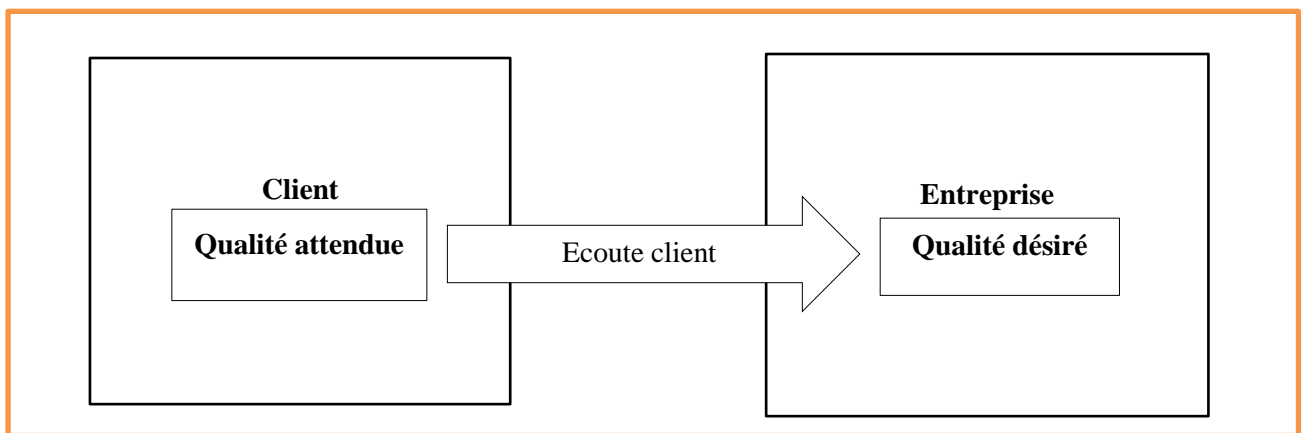 Client
Qualité attendue
Ecoute client
Entreprise
Qualité désiré